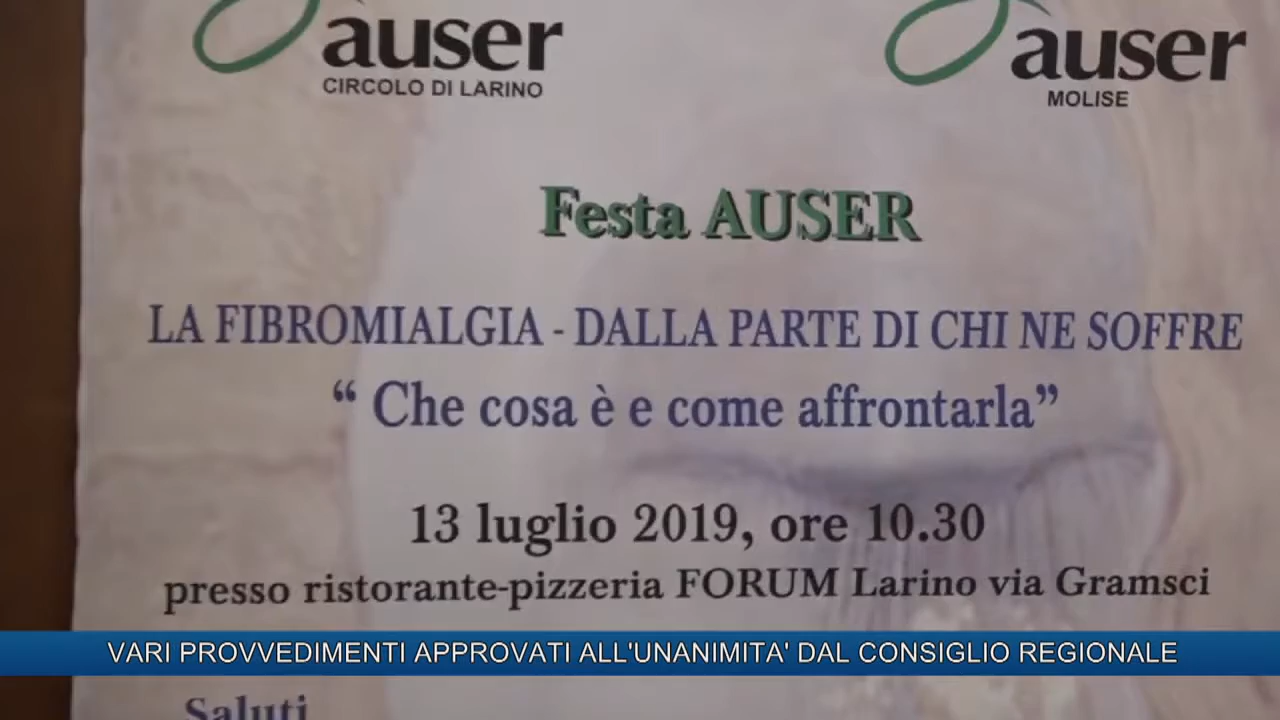 auser
CIRCOLO DI LARINO
auser
MOLISE
Festa AUSER
LA FIBROMIALGIA - DALLA PARTE DI CHI NE SOFFRE
“ Che cosa è e come affrontarla”
13 luglio 2019, ore 10.30
presso ristorante-pizzeria FORUM Larino via Gramsci
VARI PROVVEDIMENTI APPROVATI ALL'UNANIMITA' DAL CONSIGLIO REGIONALE
Saluti